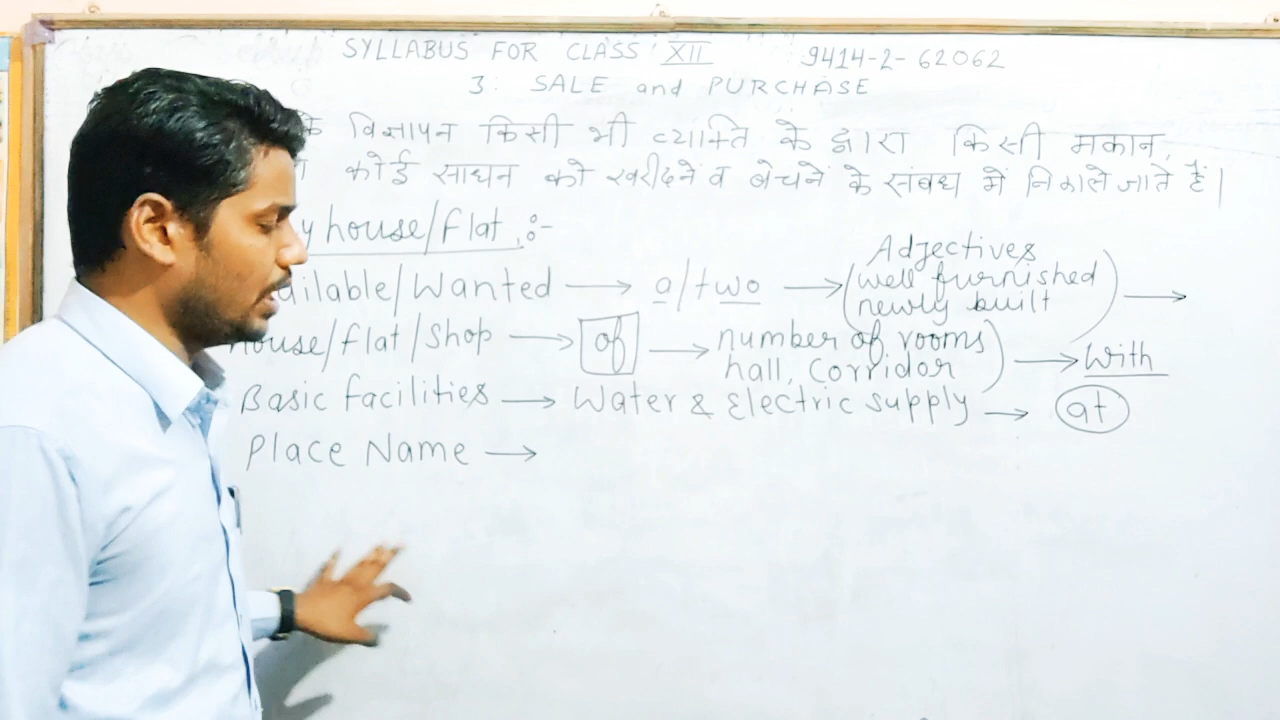 SYLLABUS FOR CLASS XII 9414-2-62062
3: SALE and PURCHASE
के विज्ञापन किसी भी व्यक्ति के द्वारा किसी मकान,
कोई साधन को खरीदने व बेचने के संबध में निकाले जाते हैं।
y house/flat :-
Adjectives
ailable/Wanted → a/two → (well furnished
newly built) →
House/flat/Shop → of → number of rooms
hall, Corridor) → With
Basic facilities → Water & Electric supply → at
Place Name →